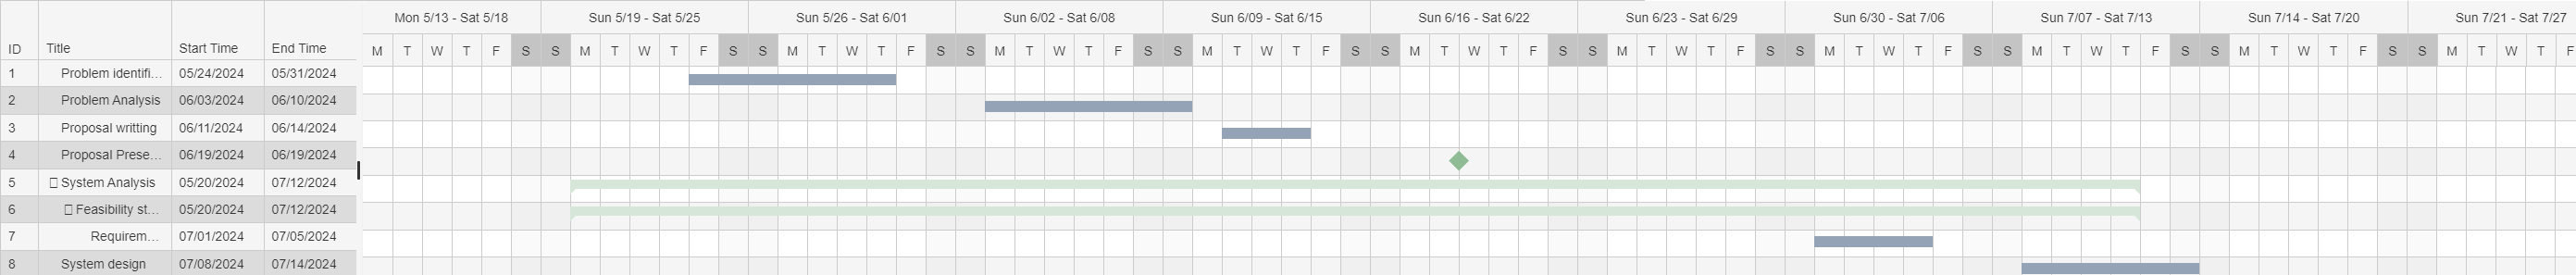 Mon 5/13 - Sat 5/18 Sun 5/19 - Sat 5/25 Sun 5/26 - Sat 6/01 Sun 6/02 - Sat 6/08 Sun 6/09 - Sat 6/15 Sun 6/16 - Sat 6/22 Sun 6/23 - Sat 6/29 Sun 6/30 - Sat 7/06 Sun 7/07 - Sat 7/13 Sun 7/14 - Sat 7/20 Sun 7/21 - Sat 7/27
ID Title Start Time End Time M T W T F S S M T W T F S S M T W T F S S M T W T F S S M T W T F S S M T W T F S S M T W T F S S M T W T F S S M T W T F S S M T W T F S S M T W T F
1 Problem identifi... 05/24/2024 05/31/2024
2 Problem Analysis 06/03/2024 06/10/2024
3 Proposal writting 06/11/2024 06/14/2024
4 Proposal Prese... 06/19/2024 06/19/2024
5 System Analysis 05/20/2024 07/12/2024
6 Feasibility st... 05/20/2024 07/12/2024
7 Requirem... 07/01/2024 07/05/2024
8 System design 07/08/2024 07/14/2024